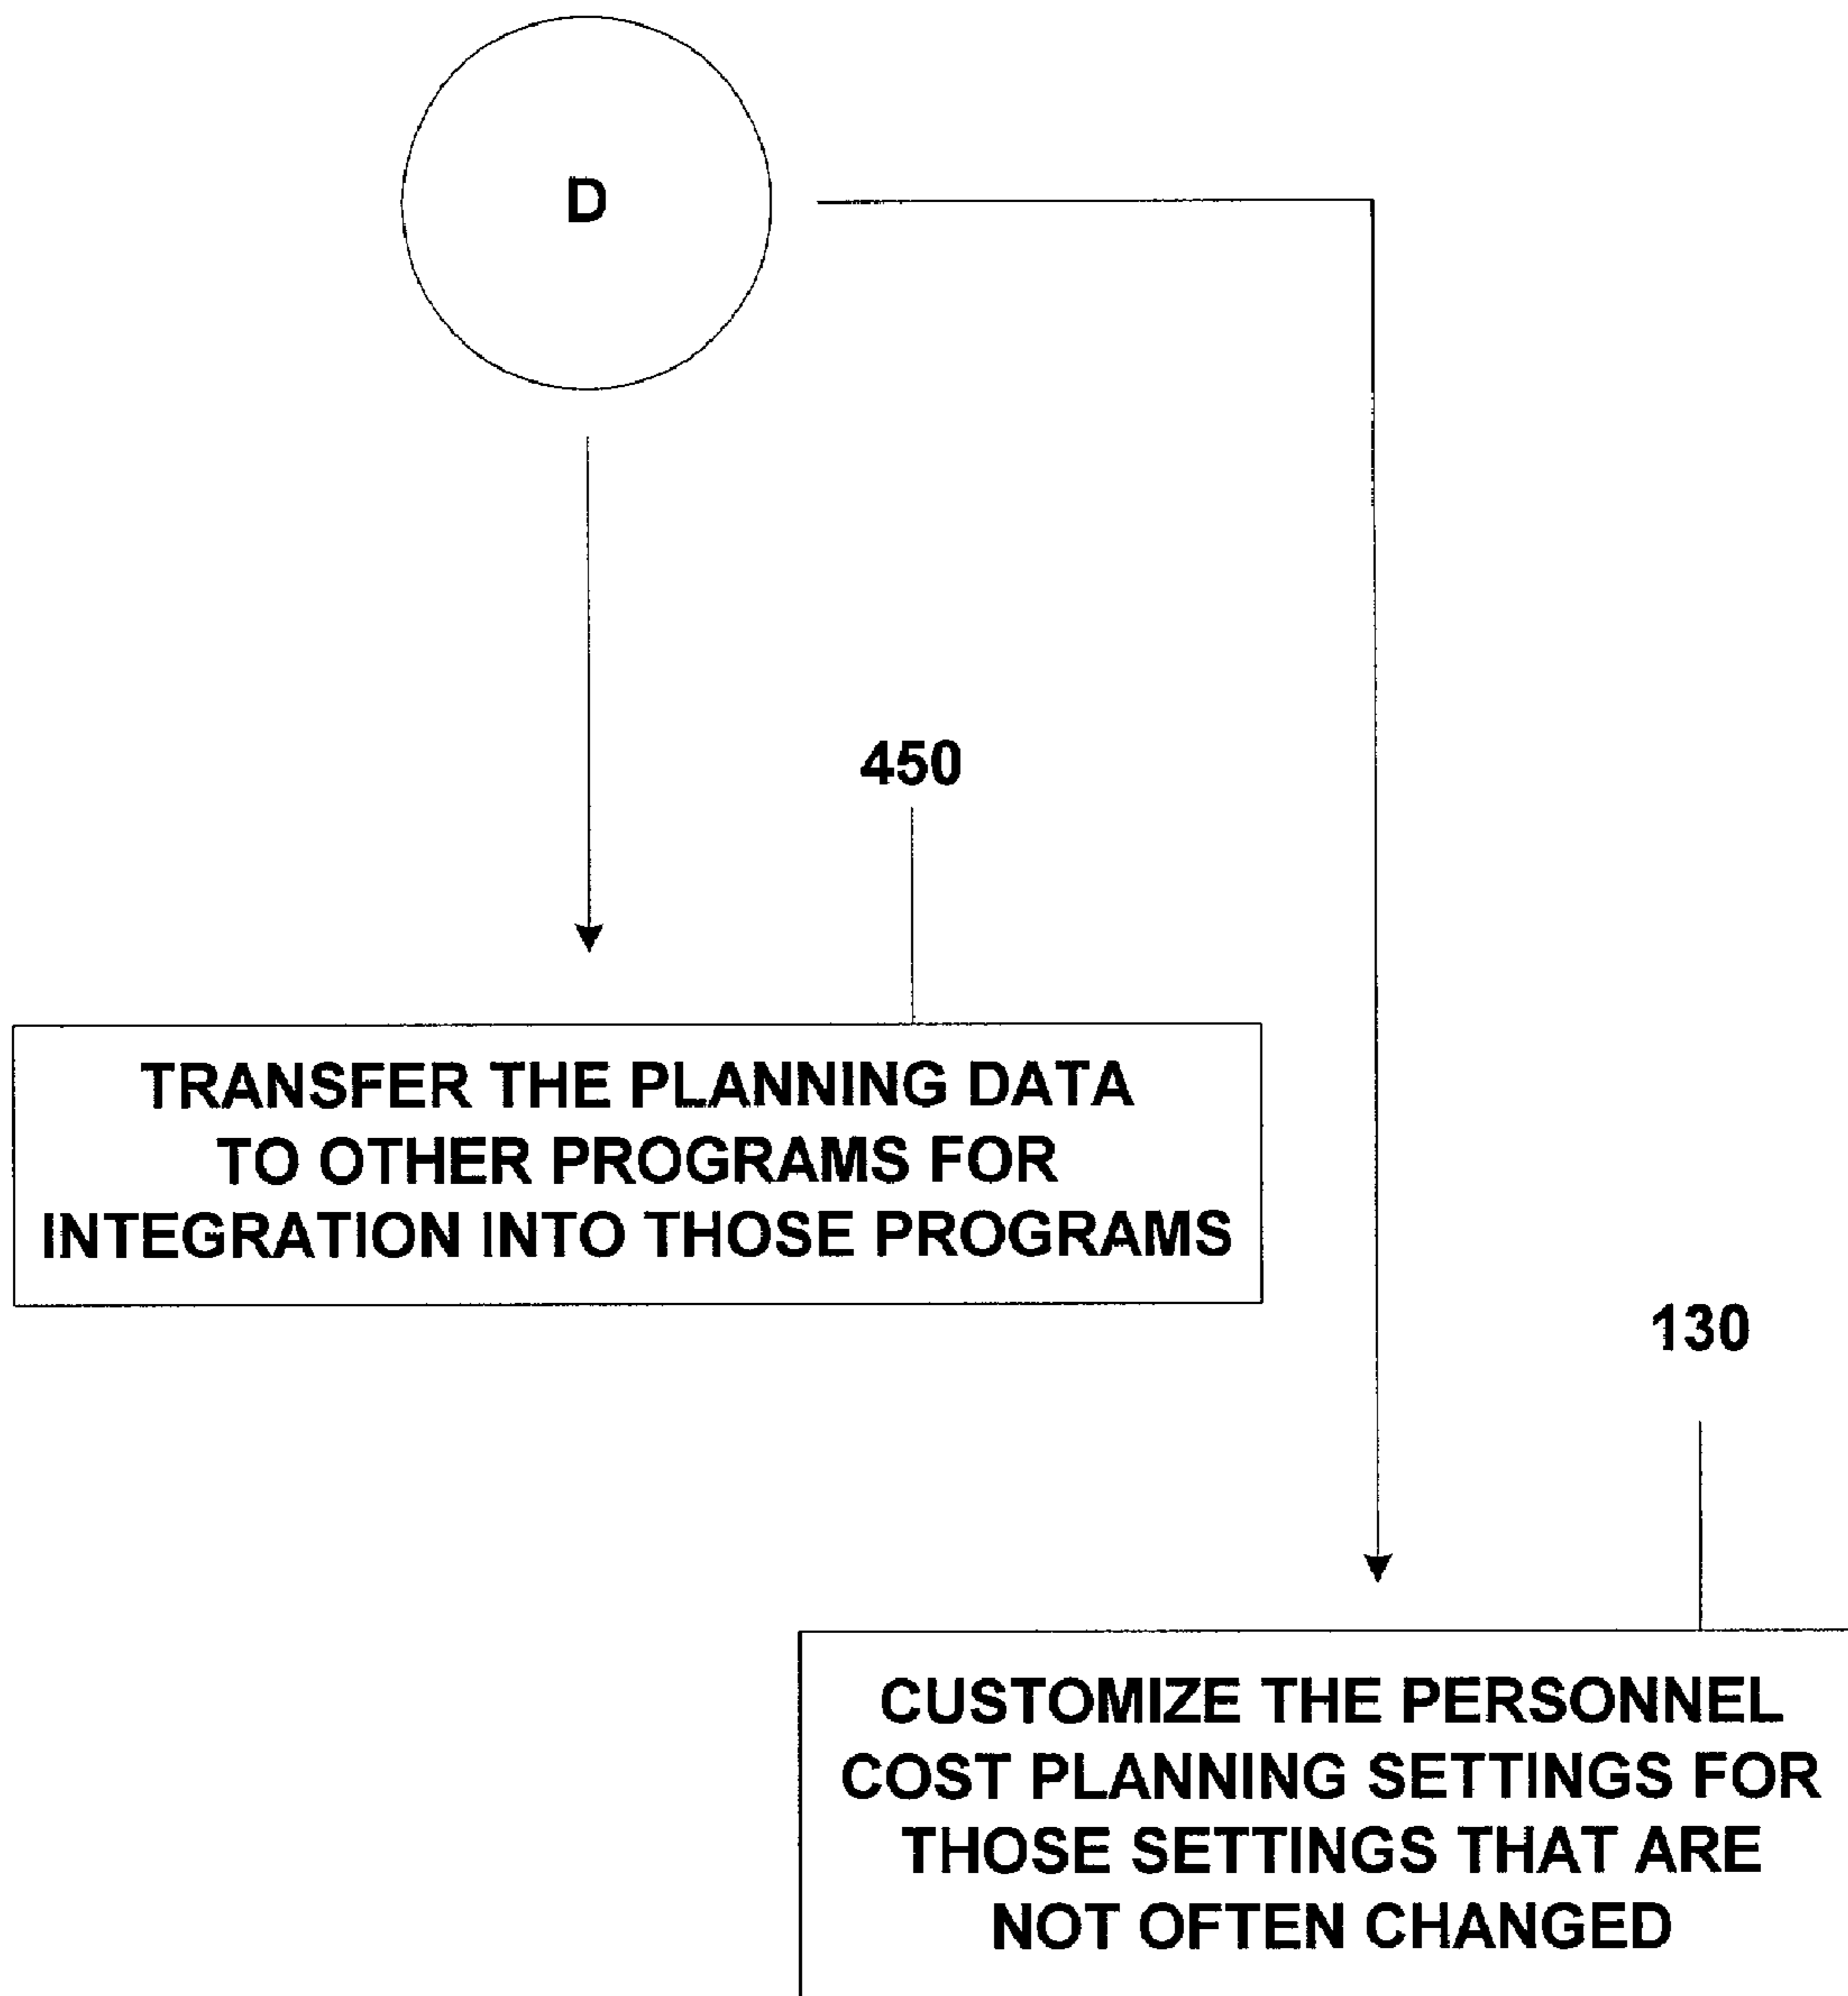 D
450
TRANSFER THE PLANNING DATA
TO OTHER PROGRAMS FOR
INTEGRATION INTO THOSE PROGRAMS
130
CUSTOMIZE THE PERSONNEL
COST PLANNING SETTINGS FOR
THOSE SETTINGS THAT ARE
NOT OFTEN CHANGED